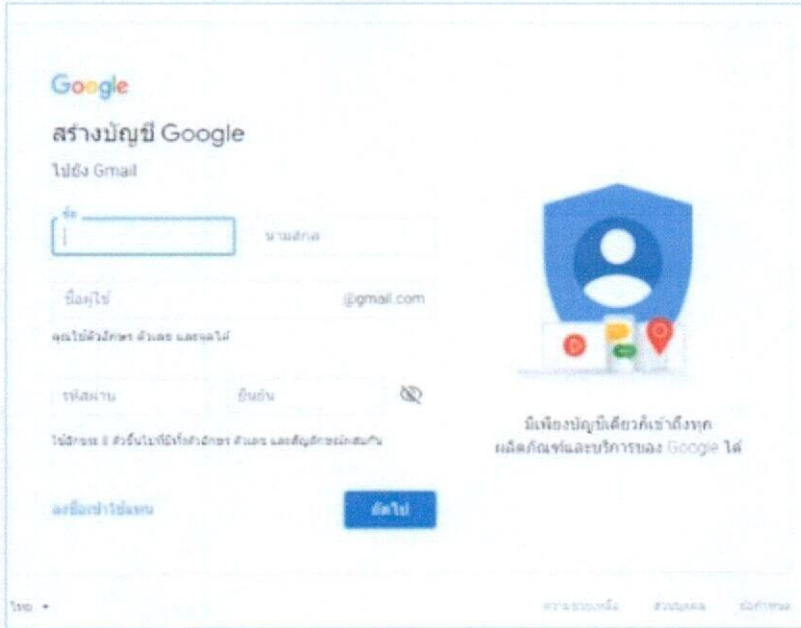 Google
สร้างบัญชี Google
ไปยัง Gmail
ชื่อ
นามสกุล
ชื่อผู้ใช้ @gmail.com
คุณใช้ตัวอักษร ตัวเลข และจุดได้
รหัสผ่าน ยืนยัน
ใช้อักขระ 8 ตัวขึ้นไปที่มีทั้งตัวอักษร ตัวเลข และสัญลักษณ์ผสมกัน
มีเพียงบัญชีเดียวก็เข้าถึงทุก
ผลิตภัณฑ์และบริการของ Google ได้
ลงชื่อเข้าใช้แทน ถัดไป
ไทย ความช่วยเหลือ ส่วนบุคคล ข้อกำหนด